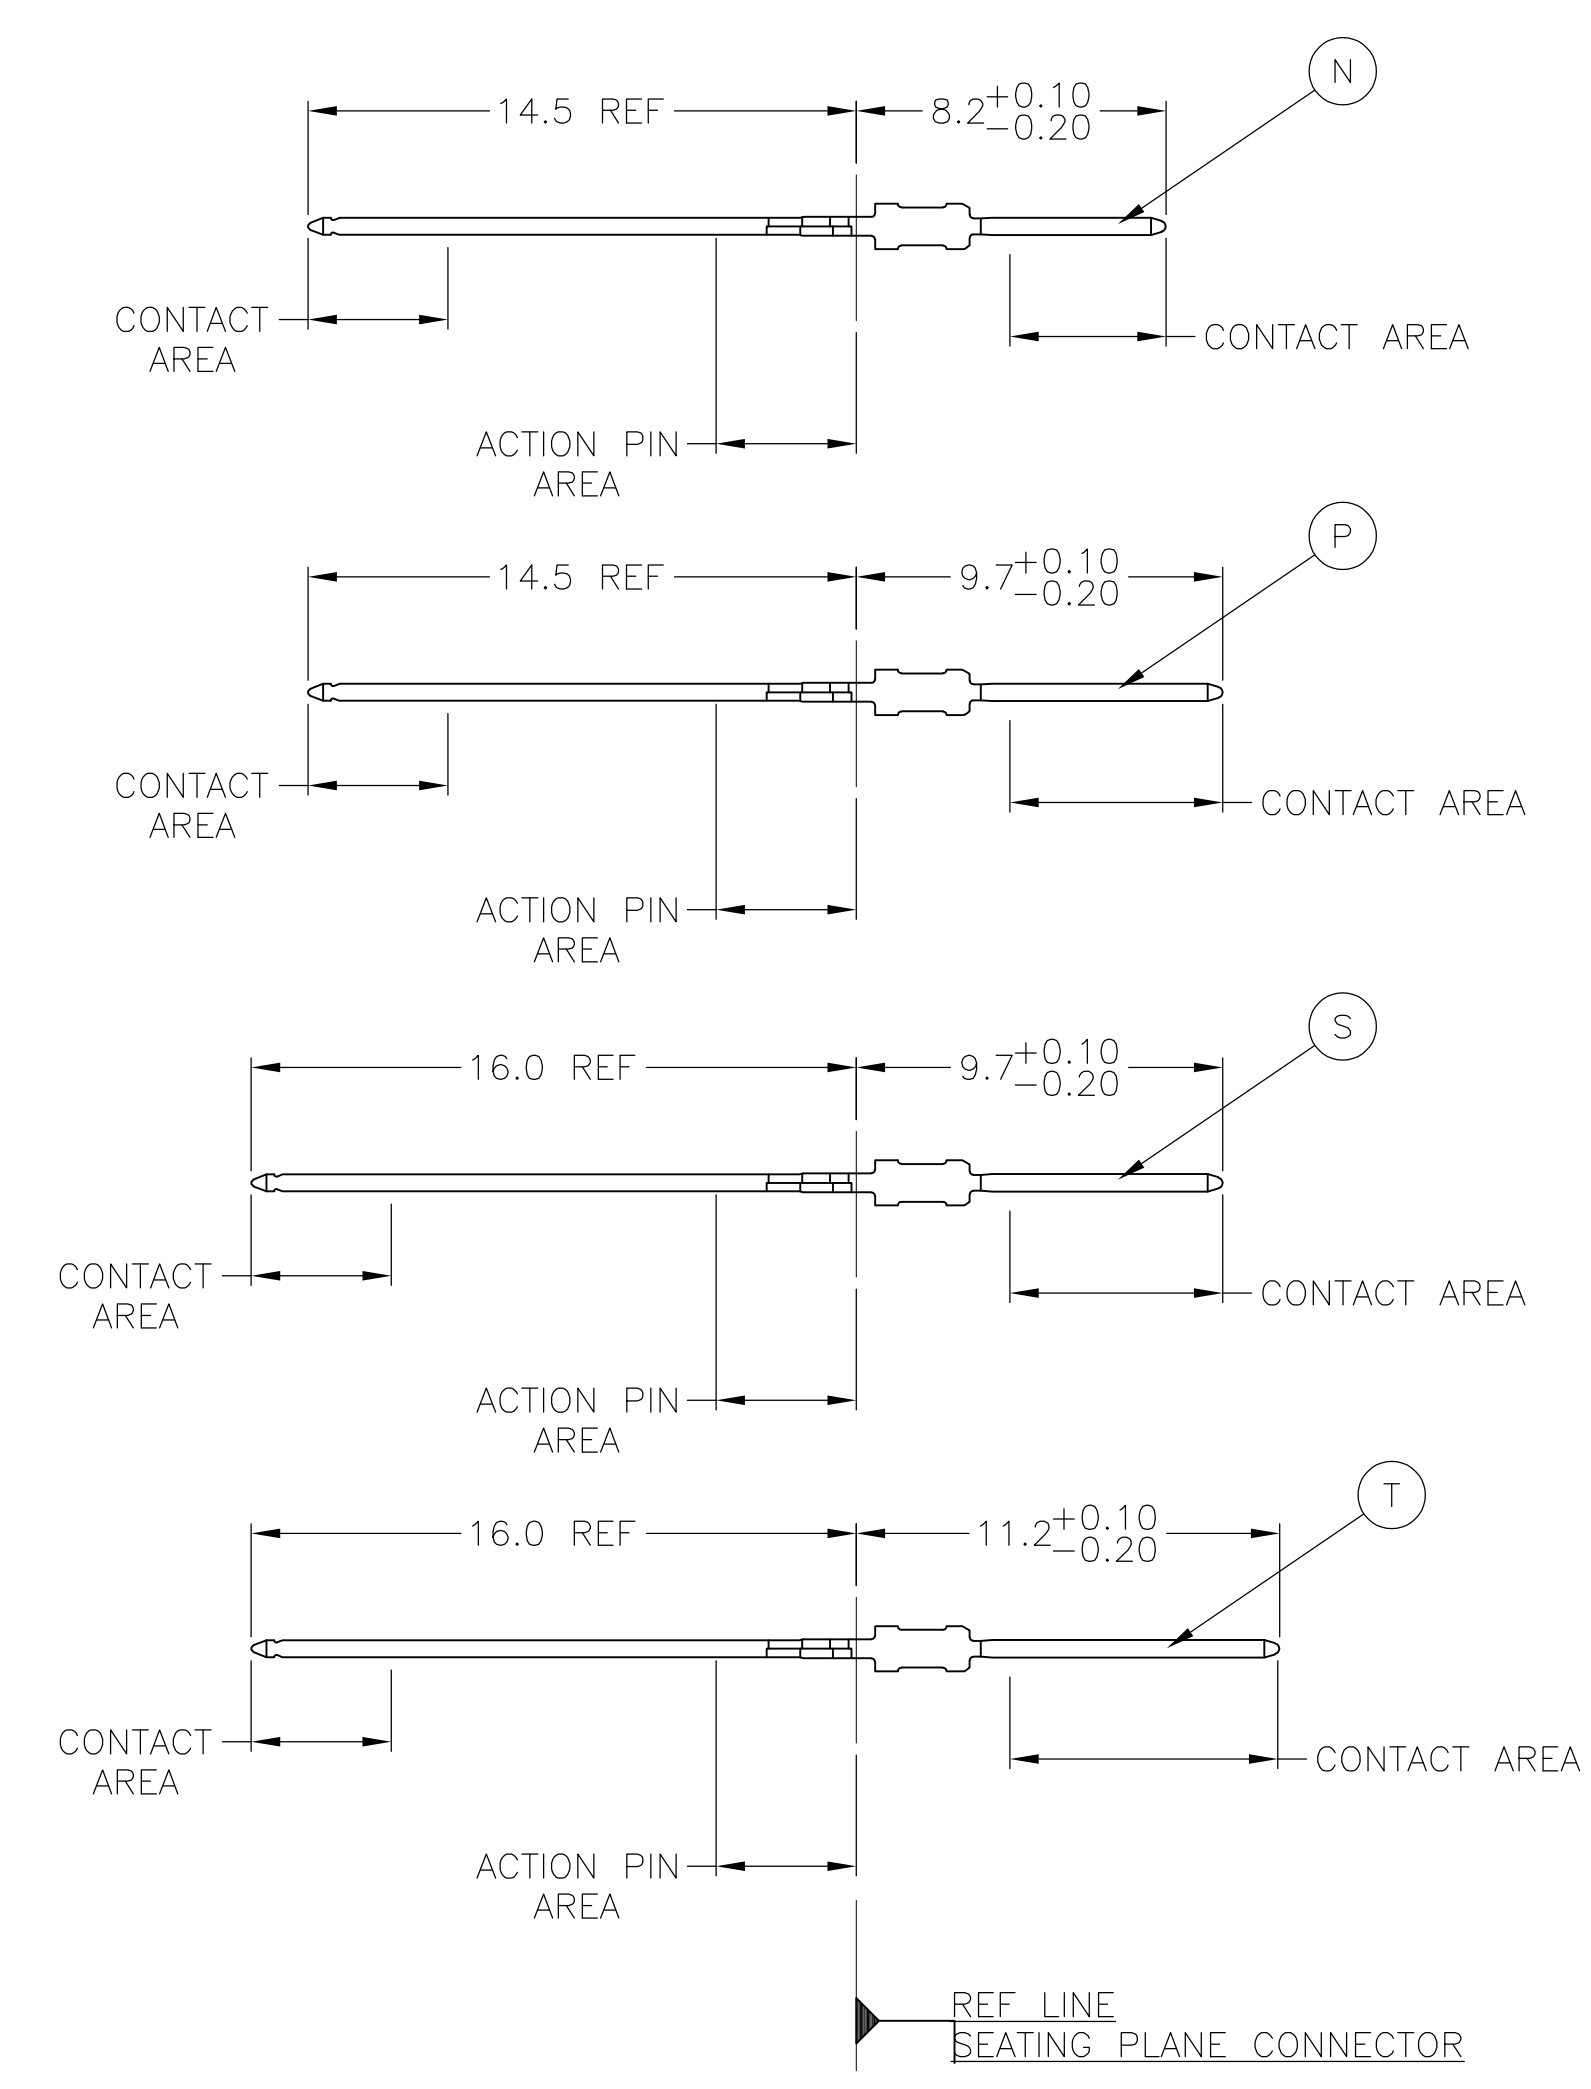 N
14.5 REF
8.2 +0.10
-0.20
CONTACT
AREA
CONTACT AREA
ACTION PIN
AREA
P
14.5 REF
9.7 +0.10
-0.20
CONTACT
AREA
CONTACT AREA
ACTION PIN
AREA
S
16.0 REF
9.7 +0.10
-0.20
CONTACT
AREA
CONTACT AREA
ACTION PIN
AREA
T
16.0 REF
11.2 +0.10
-0.20
CONTACT
AREA
CONTACT AREA
ACTION PIN
AREA
REF LINE
SEATING PLANE CONNECTOR